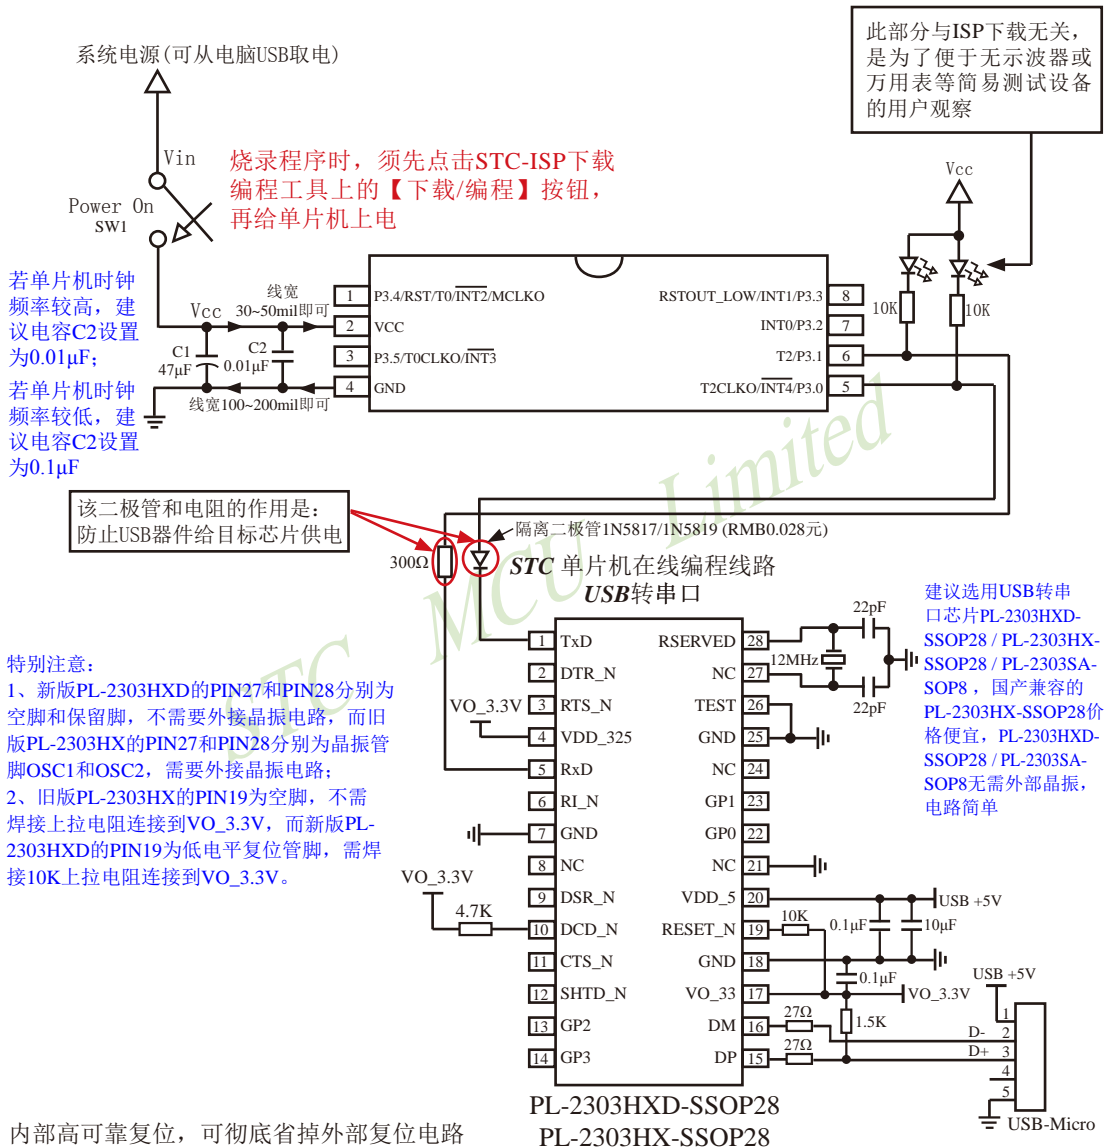 此部分与ISP下载无关，
是为了便于无示波器或
万用表等简易测试设备
的用户观察
系统电源(可从电脑USB取电)
Vin
Power On
SW1
烧录程序时，须先点击STC-ISP下载
编程工具上的【下载/编程】按钮，
再给单片机上电
Vcc
若单片机时钟
频率较高，建
议电容C2设置
为0.01μF；
若单片机时钟
频率较低，建
议电容C2设置
为0.1μF
Vcc
线宽
30~50mil即可
C1
47μF
C2
0.01μF
线宽100~200mil即可
1 P3.4/RST/T0/INT2/MCLKO
2 VCC
3 P3.5/T0CLKO/INT3
4 GND
RSTOUT_LOW/INT1/P3.3 8
INT0/P3.2 7
T2/P3.1 6
T2CLKO/INT4/P3.0 5
10K
10K
该二极管和电阻的作用是：
防止USB器件给目标芯片供电
300Ω
隔离二极管1N5817/1N5819 (RMB0.028元)
STC 单片机在线编程线路
USB转串口
STC MCU Limited
特别注意：
1、新版PL-2303HXD的PIN27和PIN28分别为
空脚和保留脚，不需要外接晶振电路，而旧
版PL-2303HX的PIN27和PIN28分别为晶振管
脚OSC1和OSC2，需要外接晶振电路；
2、旧版PL-2303HX的PIN19为空脚，不需
焊接上拉电阻连接到VO_3.3V，而新版PL-
2303HXD的PIN19为低电平复位管脚，需焊
接10K上拉电阻连接到VO_3.3V。
VO_3.3V
VO_3.3V
4.7K
1 TxD
2 DTR_N
3 RTS_N
4 VDD_325
5 RxD
6 RI_N
7 GND
8 NC
9 DSR_N
10 DCD_N
11 CTS_N
12 SHTD_N
13 GP2
14 GP3
RSERVED 28
NC 27
TEST 26
GND 25
NC 24
GP1 23
GP0 22
NC 21
VDD_5 20
RESET_N 19
GND 18
VO_33 17
DM 16
DP 15
22pF
12MHz
22pF
建议选用USB转串
口芯片PL-2303HXD-
SSOP28 / PL-2303HX-
SSOP28 / PL-2303SA-
SOP8 ，国产兼容的
PL-2303HX-SSOP28价
格便宜，PL-2303HXD-
SSOP28 / PL-2303SA-
SOP8无需外部晶振，
电路简单
USB +5V
10K
0.1μF
10μF
0.1μF
VO_3.3V
27Ω
1.5K
27Ω
USB +5V
D-
D+
1
2
3
4
5
USB-Micro
PL-2303HXD-SSOP28
PL-2303HX-SSOP28
内部高可靠复位，可彻底省掉外部复位电路